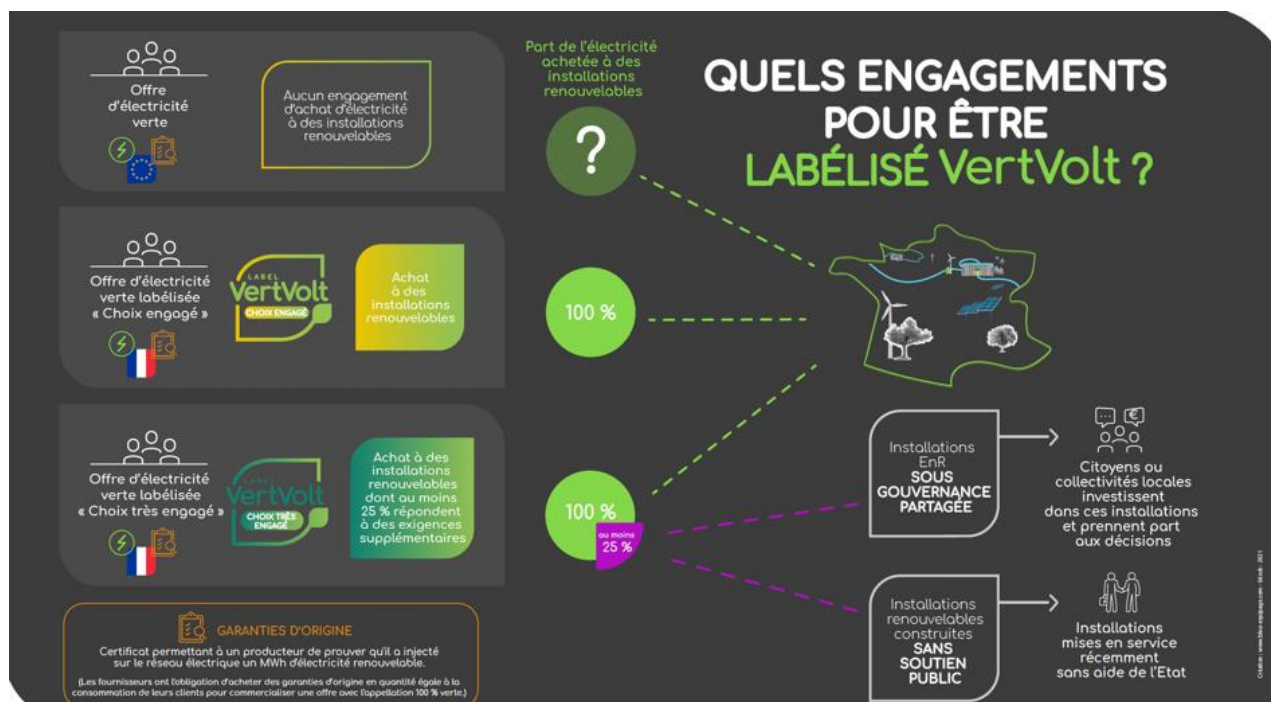 QUELS ENGAGEMENTS
POUR ÊTRE
LABÉLISÉ VertVolt ?
Part de l'électricité
achetée à des
installations
renouvelables
Offre
d'électricité
verte
Aucun engagement
d'achat d'électricité
à des installations
renouvelables
?
Offre d'électricité
verte labélisée
« Choix engagé »
LABEL
VertVolt
CHOIX ENGAGÉ
Achat
à des
installations
renouvelables
100 %
Offre d'électricité
verte labélisée
« Choix très engagé »
LABEL
VertVolt
CHOIX TRÈS
ENGAGÉ
Achat à des
installations
renouvelables
dont au moins
25 % répondent
à des exigences
supplémentaires
100 %
au moins
25 %
Installations
EnR
SOUS
GOUVERNANCE
PARTAGÉE
€
Citoyens ou
collectivités locales
investissent
dans ces installations
et prennent part
aux décisions
Installations
renouvelables
construites
SANS
SOUTIEN
PUBLIC
Installations
mises en service
récemment
sans aide de l'Etat
GARANTIES D'ORIGINE
Certificat permettant à un producteur de prouver qu'il a injecté
sur le réseau électrique un MWh d'électricité renouvelable.
(Les fournisseurs ont l'obligation d'acheter des garanties d'origine en quantité égale à la
consommation de leurs clients pour commercialiser une offre avec l'appellation 100 % verte.)